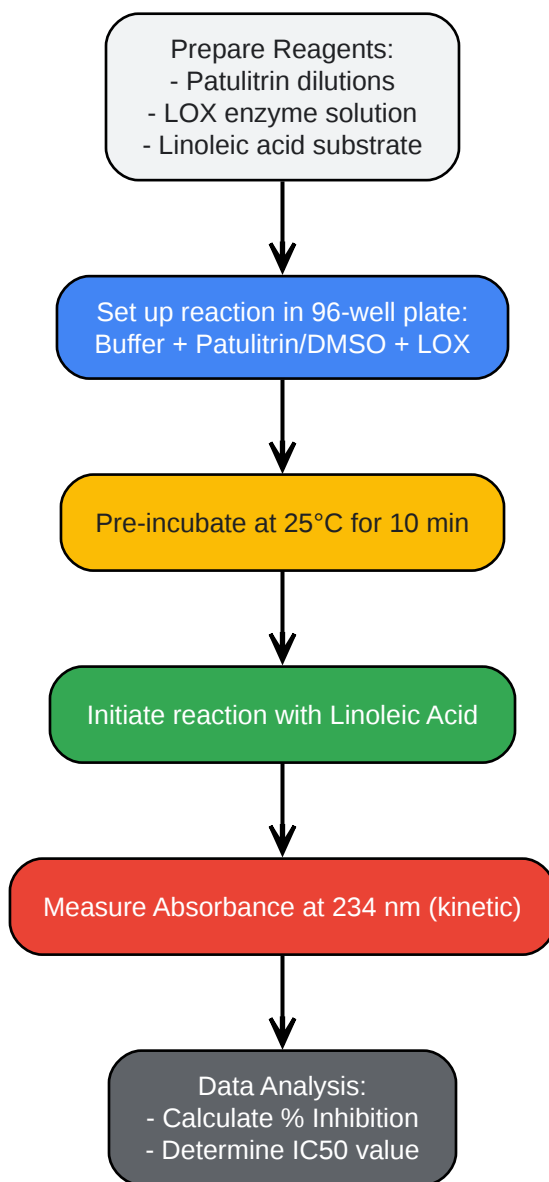 Prepare Reagents:
- Patulitrin dilutions
- LOX enzyme solution
- Linoleic acid substrate
Set up reaction in 96-well plate:
Buffer + Patulitrin/DMSO + LOX
Pre-incubate at 25°C for 10 min
Initiate reaction with Linoleic Acid
Measure Absorbance at 234 nm (kinetic)
Data Analysis:
- Calculate % Inhibition
- Determine IC50 value